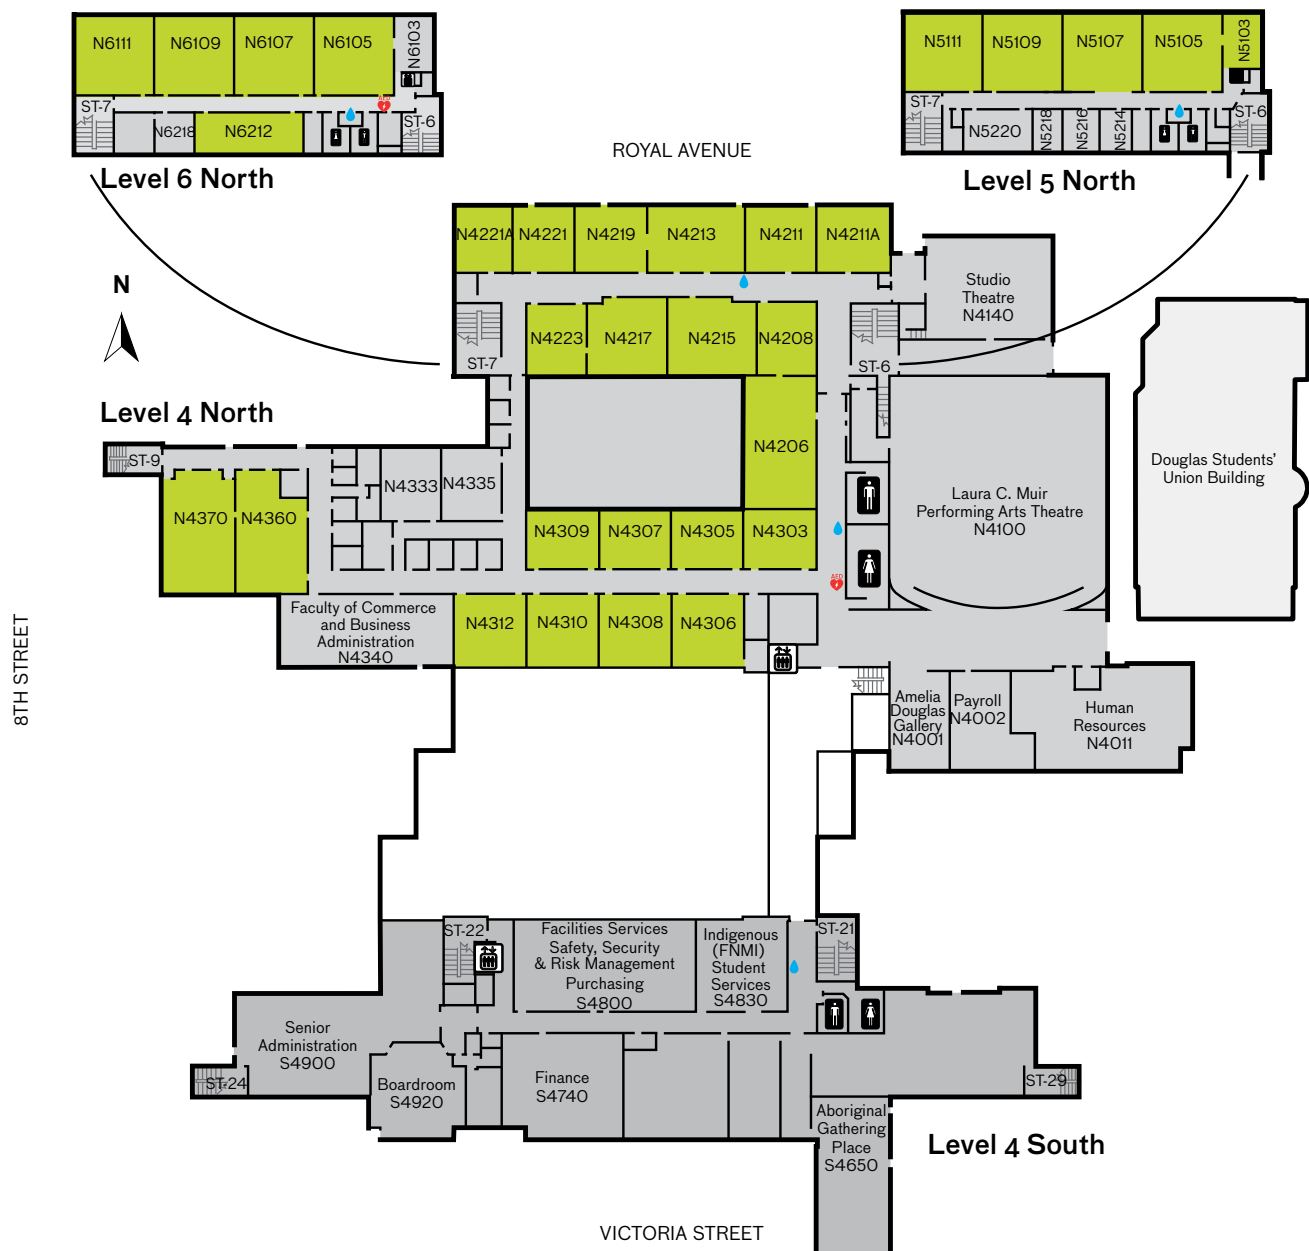 N6111
N6109
N6107
N6105
N6103
ST-7
AED
N6218
N6212
ST-6
Level 6 North
N5111
N5109
N5107
N5105
N5103
ST-7
N5220
N5218
N5216
N5214
ST-6
Level 5 North
ROYAL AVENUE
N
N4221A
N4221
N4219
N4213
N4211
N4211A
Studio
Theatre
N4140
N4223
N4217
N4215
N4208
ST-7
ST-6
Level 4 North
ST-9
N4370
N4360
N4333
N4335
N4206
N4309
N4307
N4305
N4303
Laura C. Muir
Performing Arts Theatre
N4100
Douglas Students'
Union Building
AED
Faculty of Commerce
and Business
Administration
N4340
N4312
N4310
N4308
N4306
8TH STREET
Amelia
Douglas
Gallery
N4001
Payroll
N4002
Human
Resources
N4011
ST-22
Facilities Services
Safety, Security
& Risk Management
Purchasing
S4800
Indigenous
(FNMI)
Student
Services
S4830
ST-21
Senior
Administration
S4900
ST-24
Boardroom
S4920
Finance
S4740
ST-29
Aboriginal
Gathering
Place
S4650
Level 4 South
VICTORIA STREET